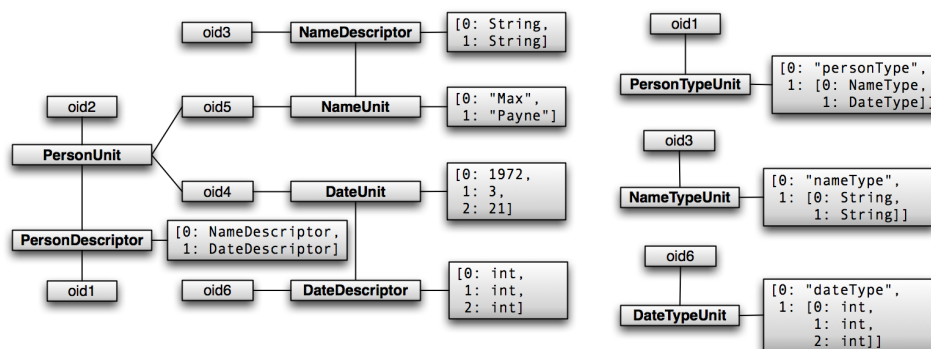 oid3
NameDescriptor
[0: String,
1: String]
oid2
oid5
NameUnit
[0: "Max",
1: "Payne"]
PersonUnit
oid4
DateUnit
[0: 1972,
1: 3,
2: 21]
PersonDescriptor
[0: NameDescriptor,
1: DateDescriptor]
oid1
oid6
DateDescriptor
[0: int,
1: int,
2: int]
oid1
PersonTypeUnit
[0: "personType",
1: [0: NameType,
1: DateType]]
oid3
NameTypeUnit
[0: "nameType",
1: [0: String,
1: String]]
oid6
DateTypeUnit
[0: "dateType",
1: [0: int,
1: int,
2: int]]